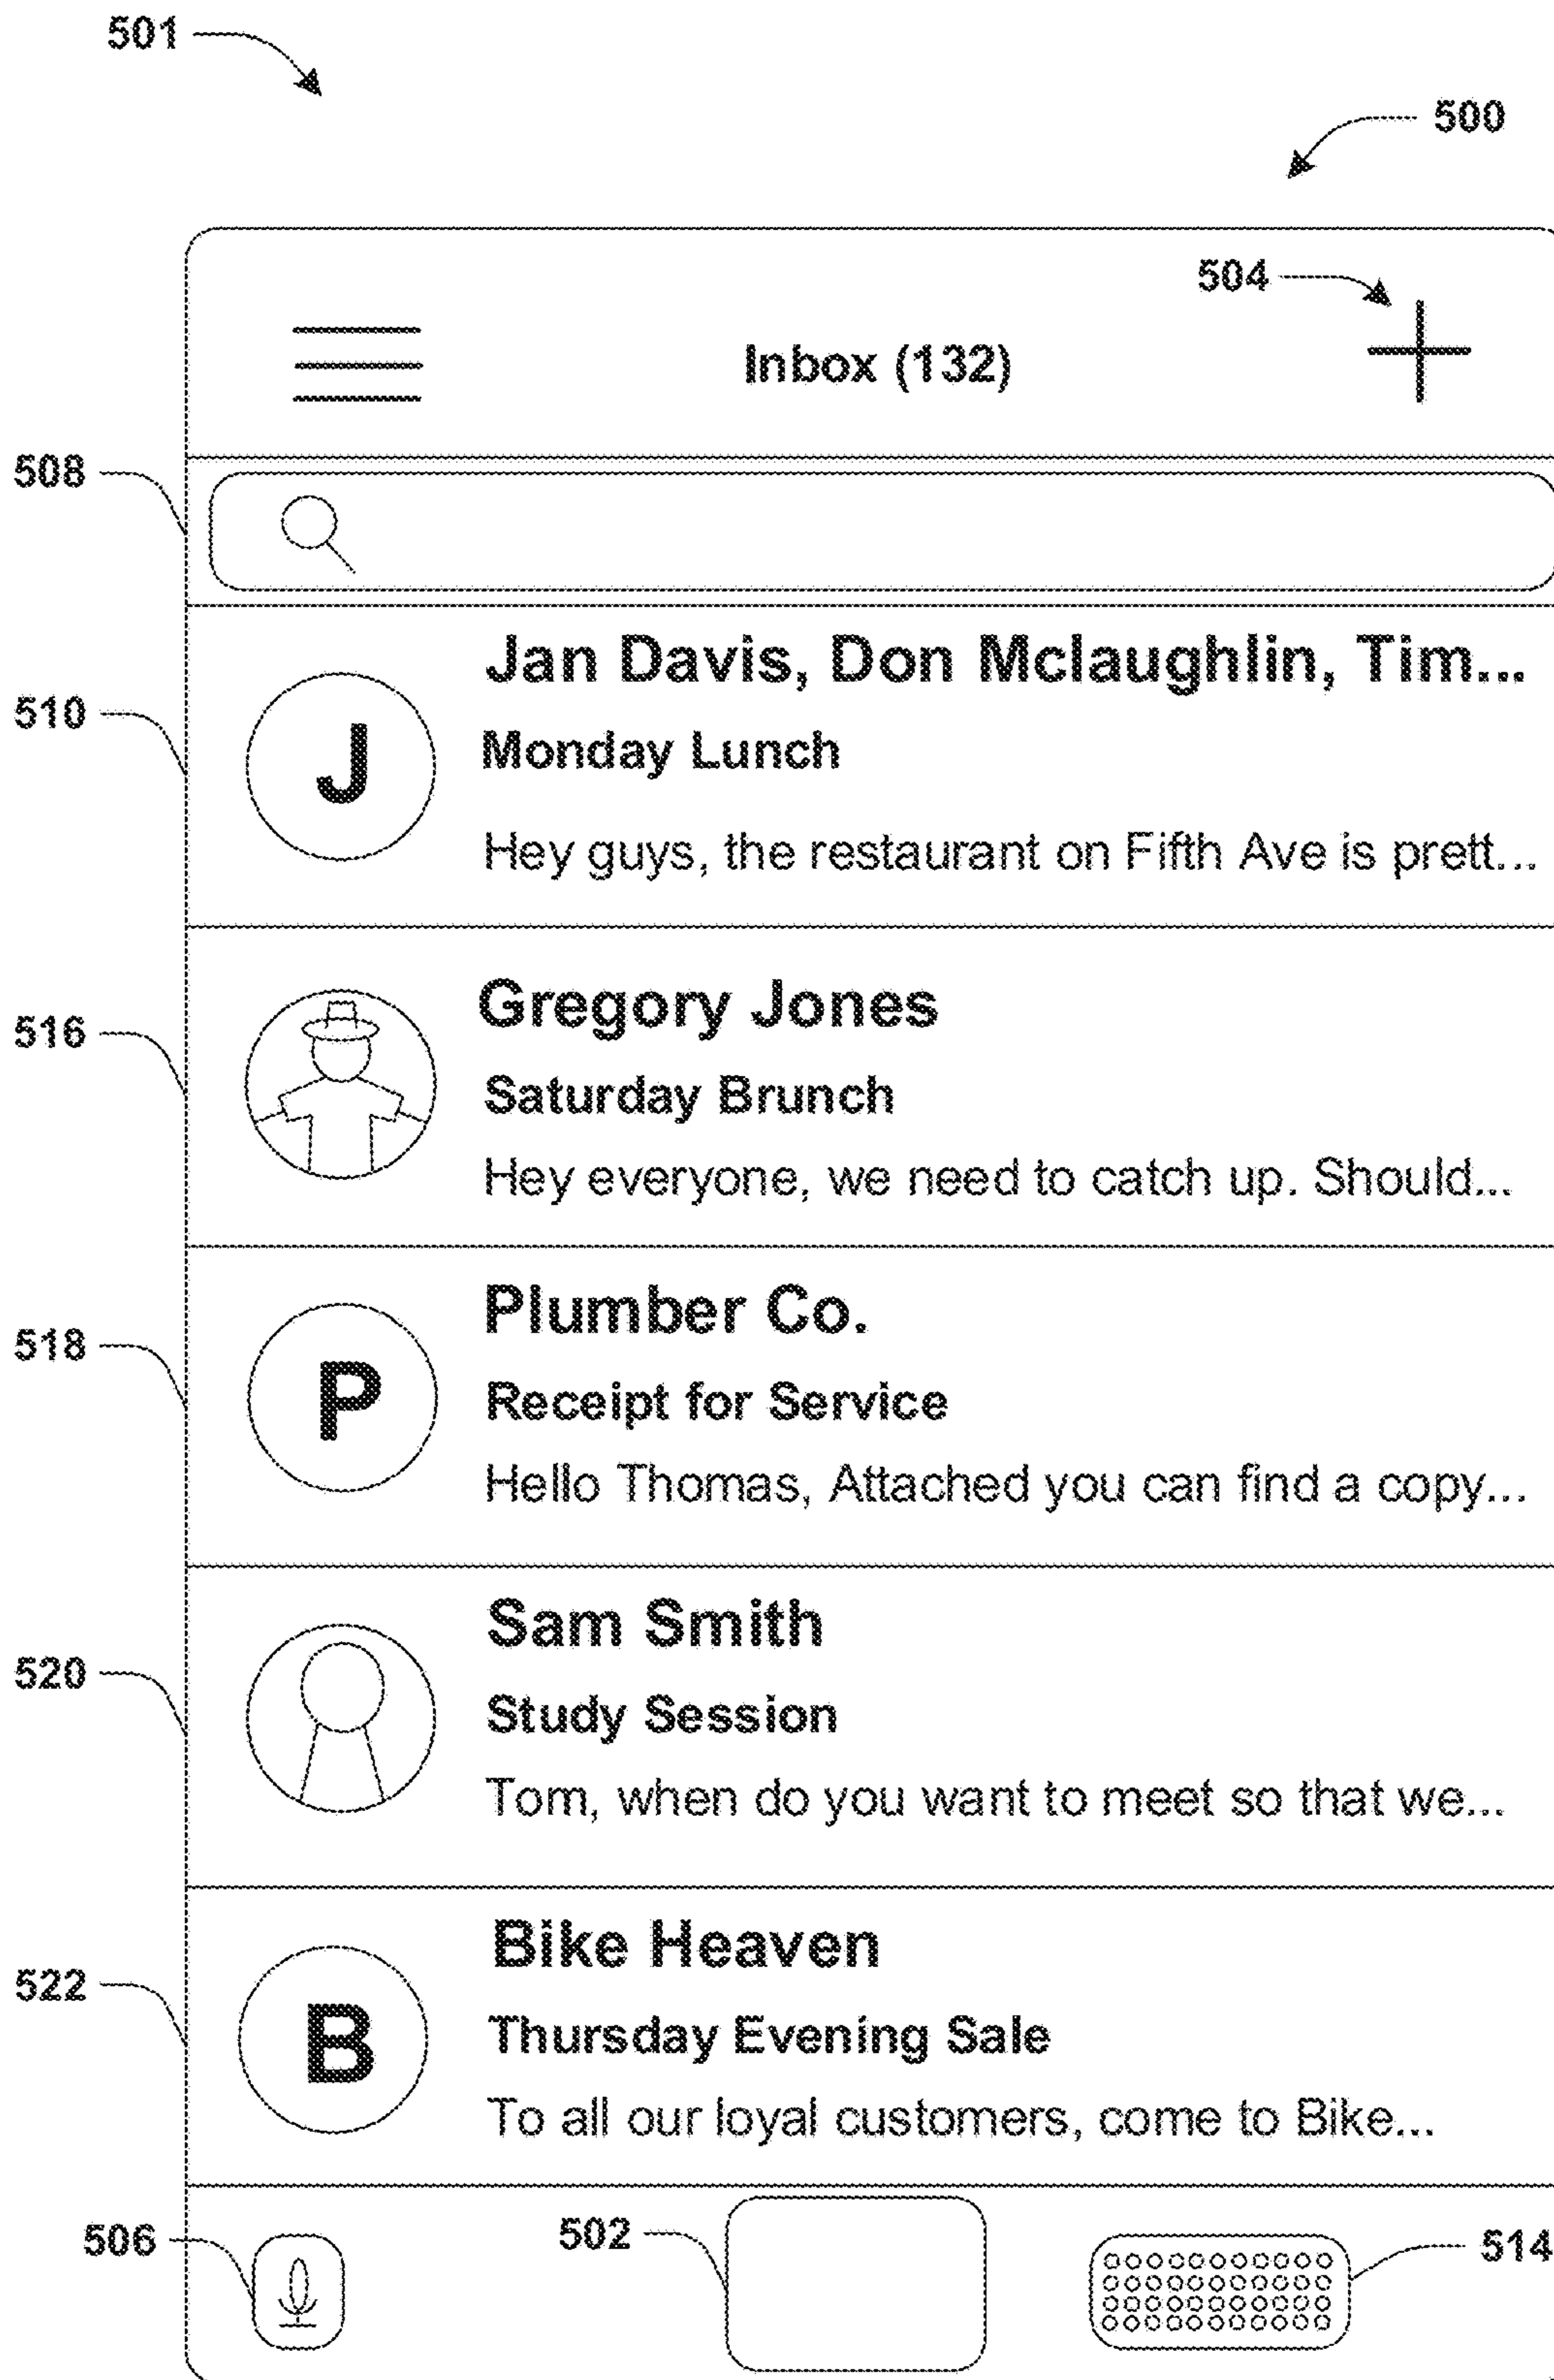 501
500
504
Inbox (132)
508
Jan Davis, Don Mclaughlin, Tim...
510
J
Monday Lunch
Hey guys, the restaurant on Fifth Ave is prett...
Gregory Jones
516
Saturday Brunch
Hey everyone, we need to catch up. Should...
Plumber Co.
518
P
Receipt for Service
Hello Thomas, Attached you can find a copy...
Sam Smith
520
Study Session
Tom, when do you want to meet so that we...
Bike Heaven
522
B
Thursday Evening Sale
To all our loyal customers, come to Bike...
506
502
514